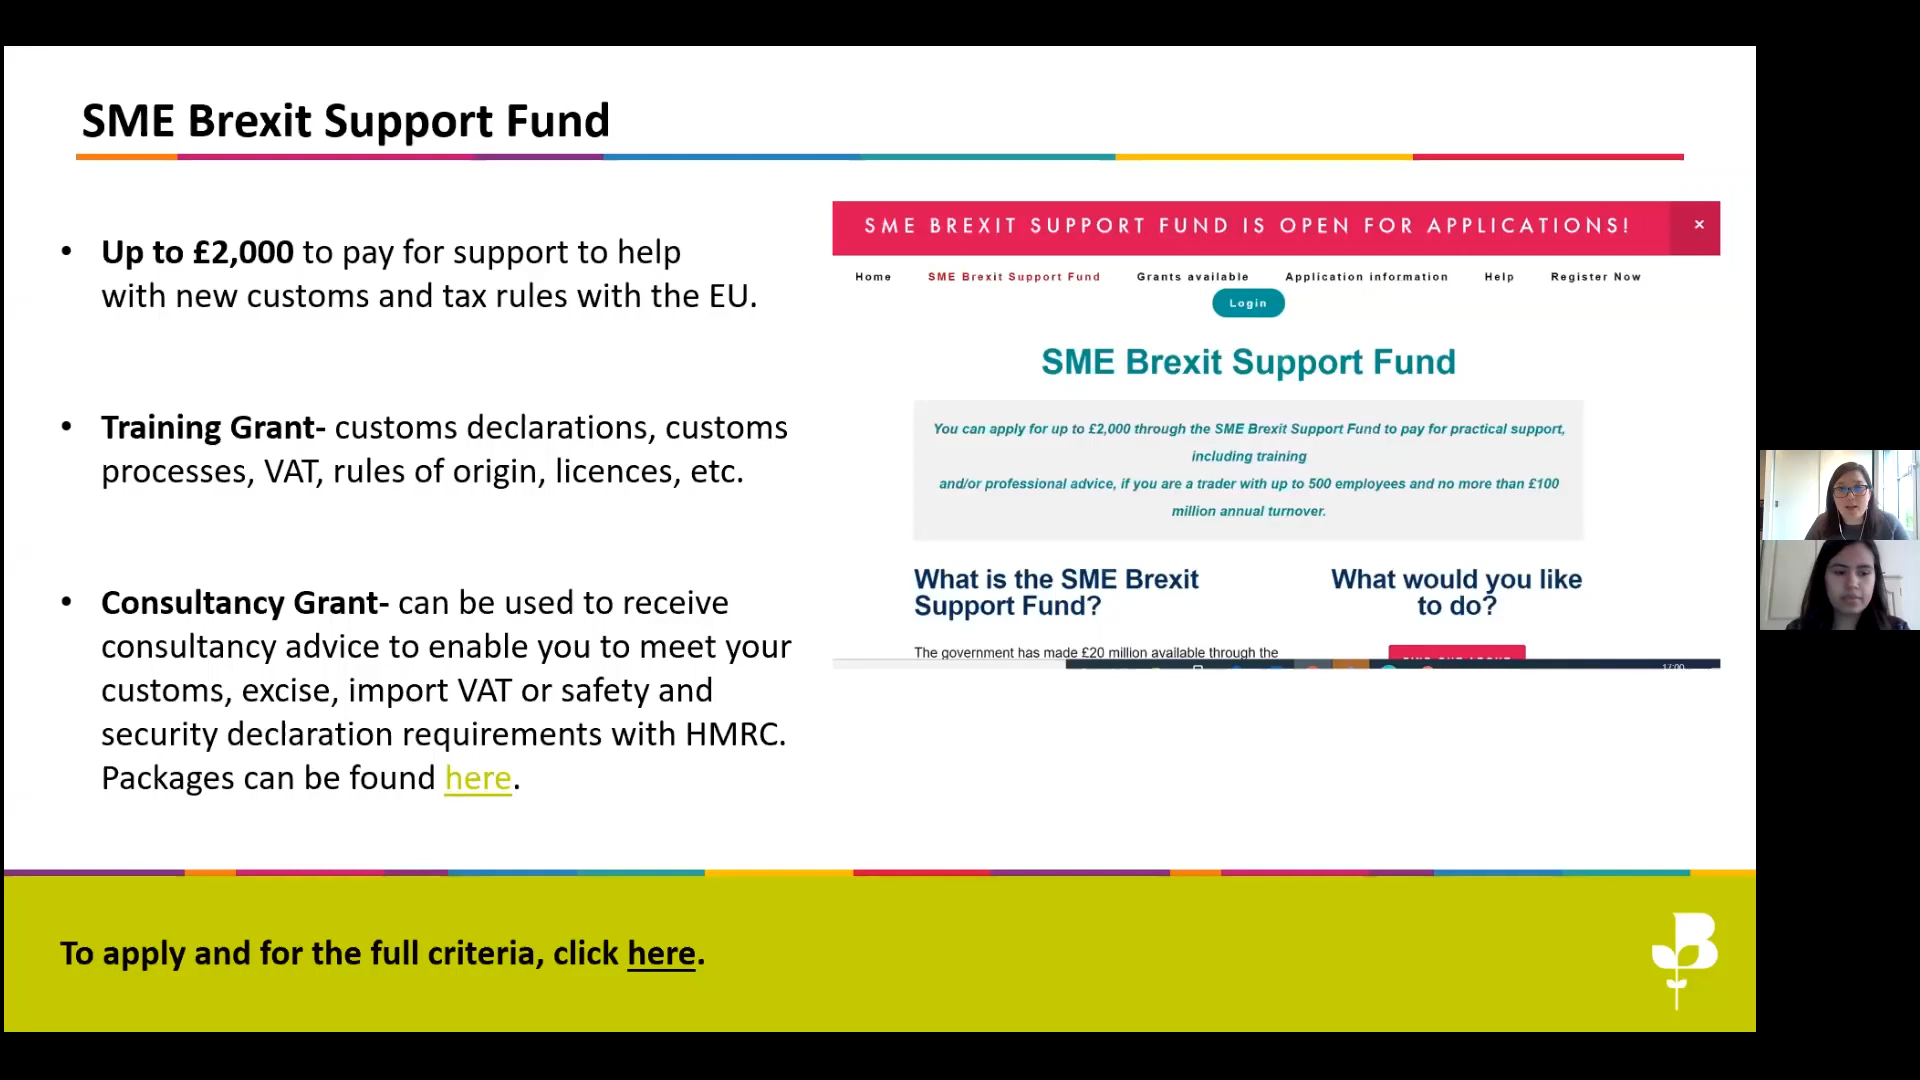 SME Brexit Support Fund
• Up to £2,000 to pay for support to help
with new customs and tax rules with the EU.
• Training Grant- customs declarations, customs
processes, VAT, rules of origin, licences, etc.
• Consultancy Grant- can be used to receive
consultancy advice to enable you to meet your
customs, excise, import VAT or safety and
security declaration requirements with HMRC.
Packages can be found here.
SME BREXIT SUPPORT FUND IS OPEN FOR APPLICATIONS! ×
Home SME Brexit Support Fund Grants available Application information Help Register Now
Login
SME Brexit Support Fund
You can apply for up to £2,000 through the SME Brexit Support Fund to pay for practical support,
including training
and/or professional advice, if you are a trader with up to 500 employees and no more than £100
million annual turnover.
What is the SME Brexit
Support Fund?
The government has made £20 million available through the
What would you like
to do?
17:00
To apply and for the full criteria, click here.